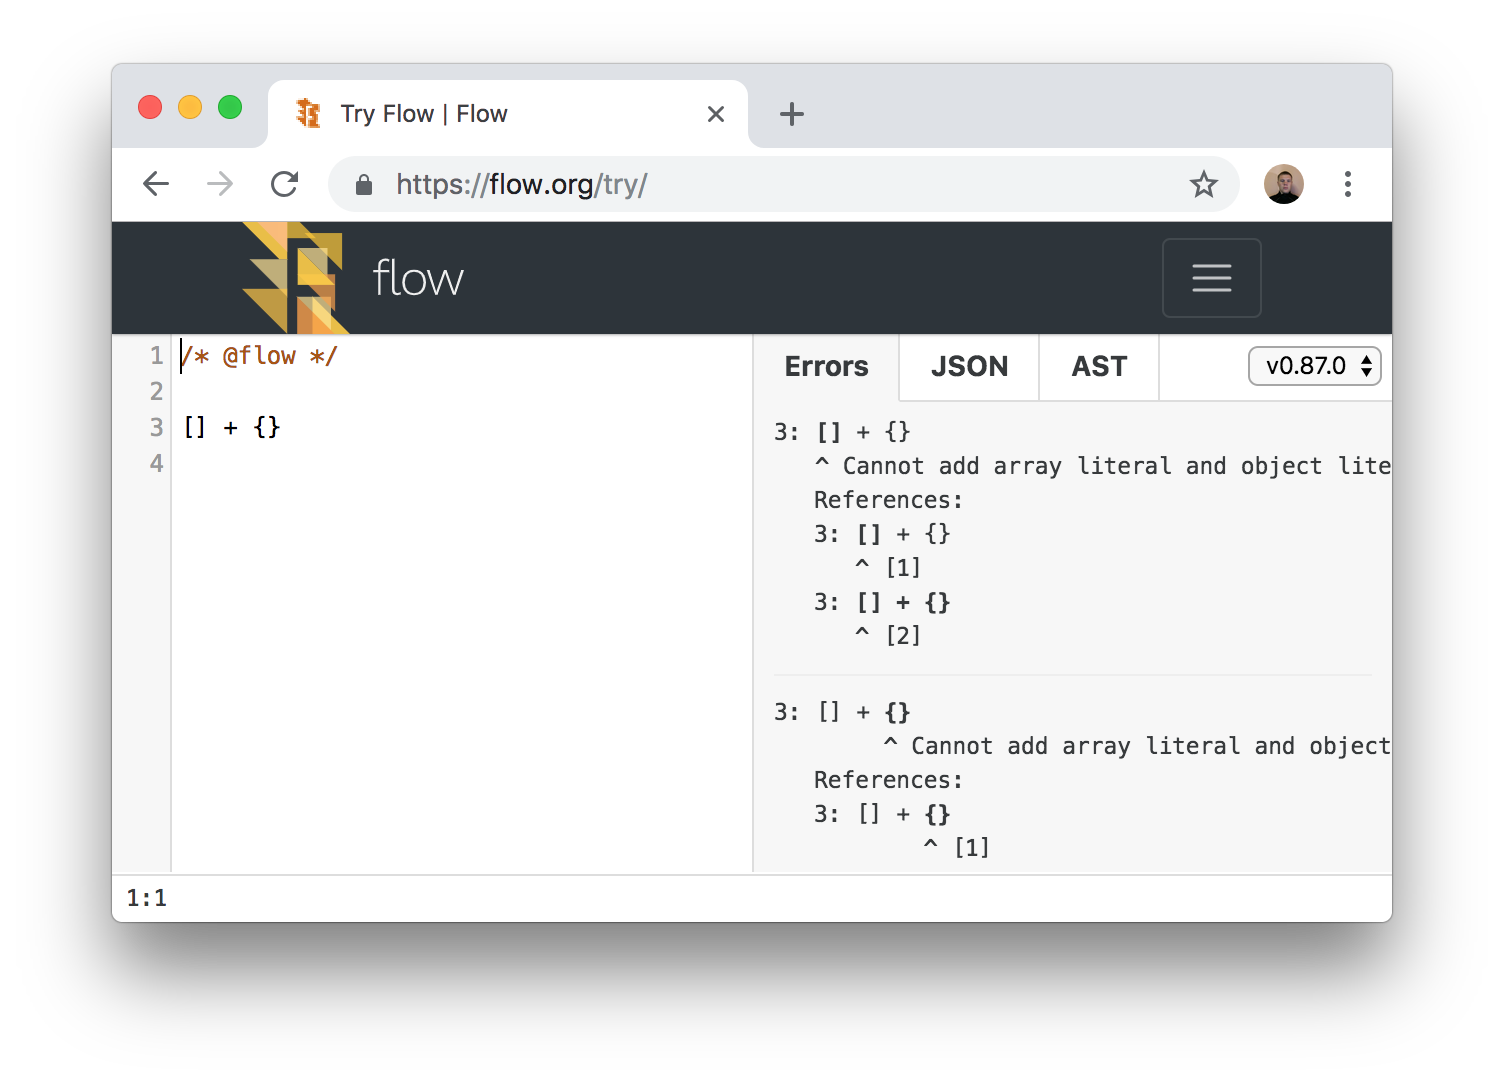 Try Flow | Flow
https://flow.org/try/
flow
1 /* @flow */
2
3 [] + {}
4
Errors JSON AST v0.87.0
3: [] + {}
^ Cannot add array literal and object lite
References:
3: [] + {}
^ [1]
3: [] + {}
^ [2]
3: [] + {}
^ Cannot add array literal and object
References:
3: [] + {}
^ [1]
1:1